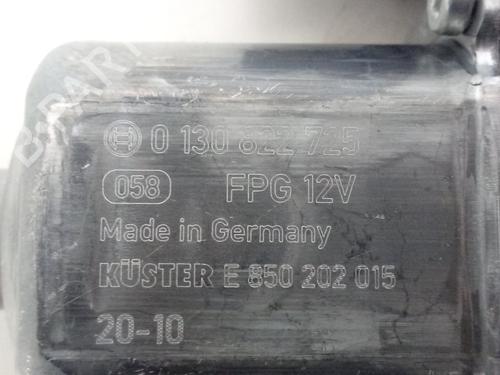 0 130 822 725
058 FPG 12V
Made in Germany
KÜSTER E 850 202 015
20-10